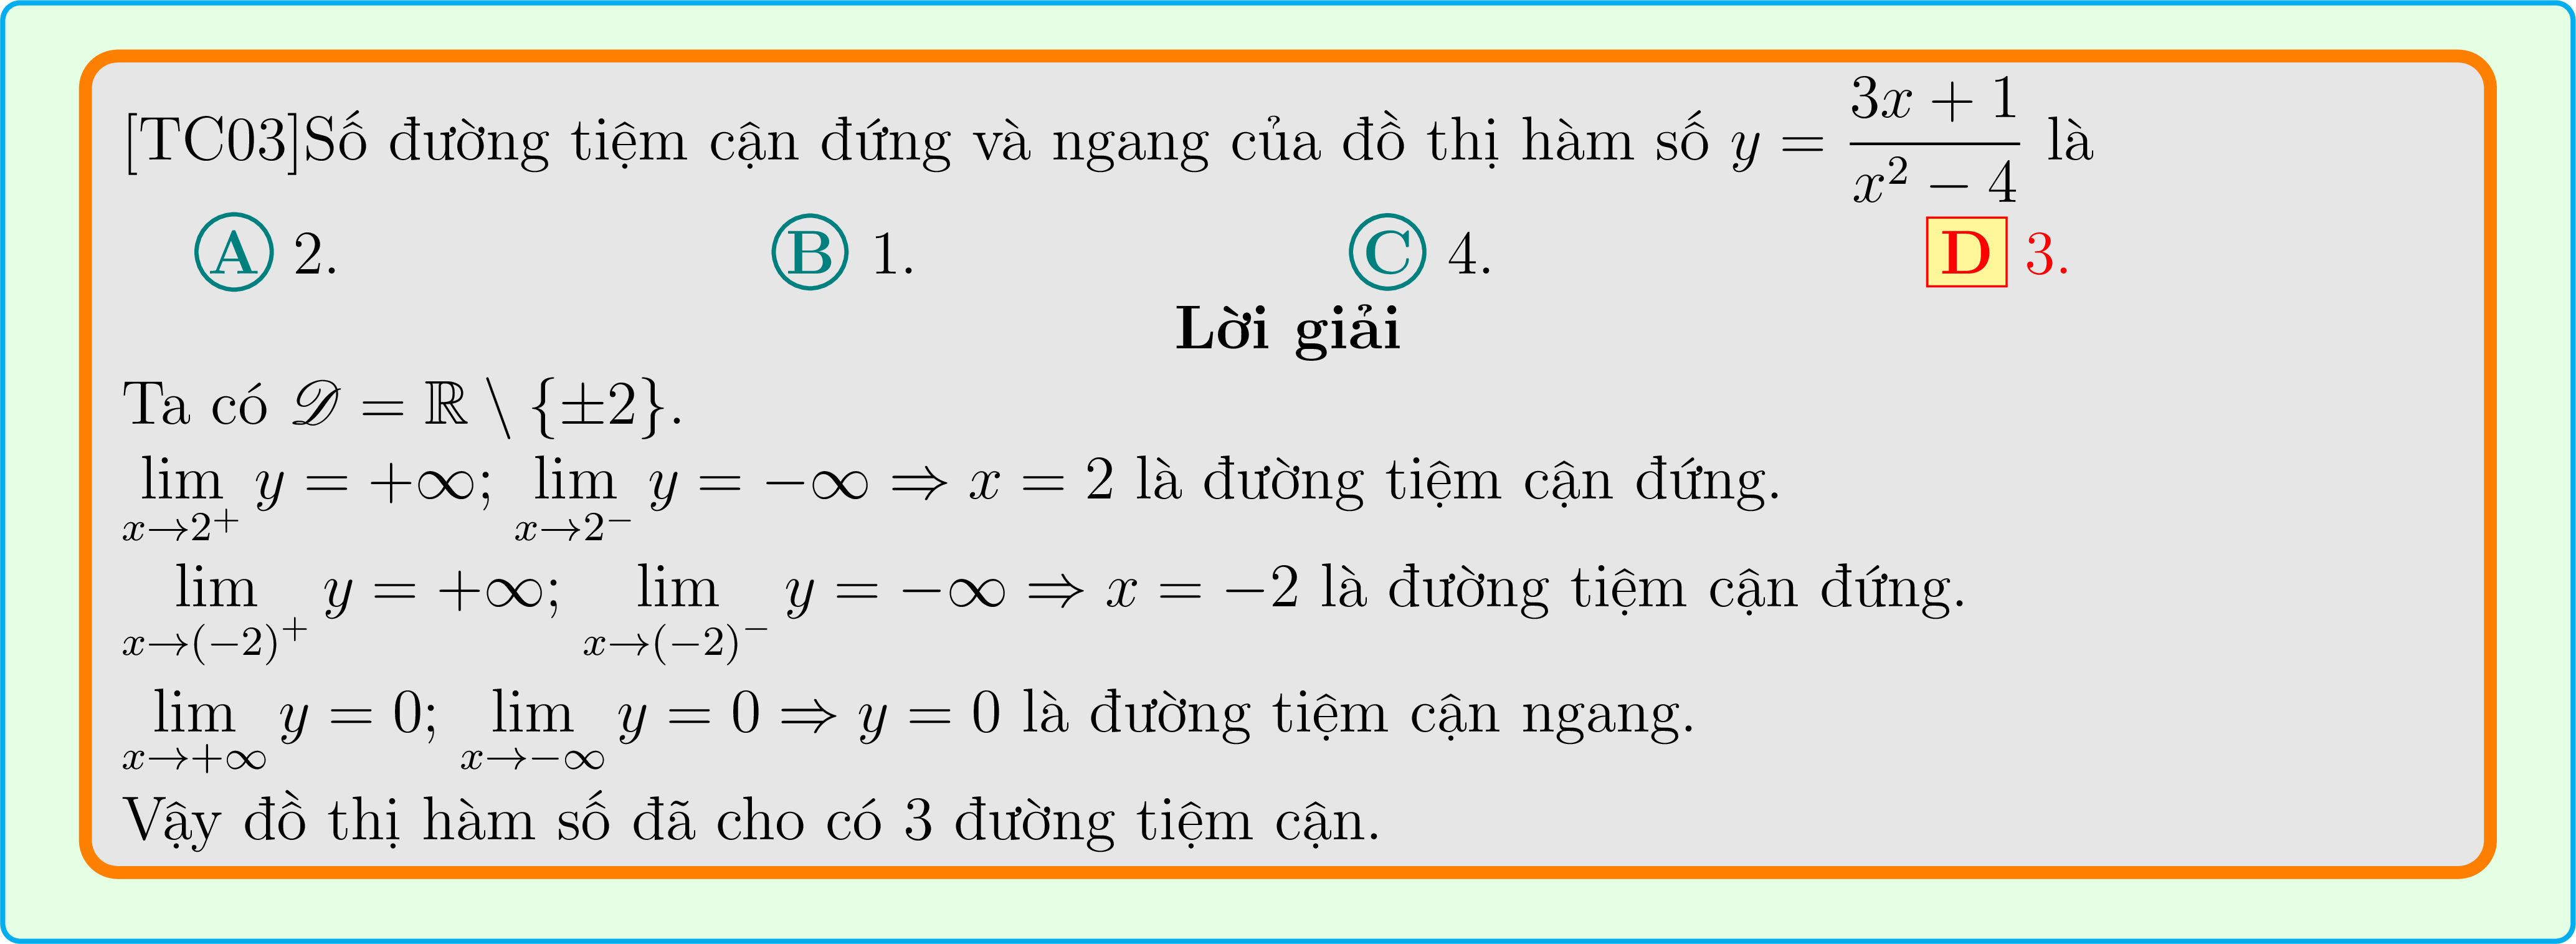 [TC03]Số đường tiệm cận đứng và ngang của đồ thị hàm số $y = \dfrac{3x + 1}{x^2 - 4}$ là
A 2. B 1. C 4. D 3.
Lời giải
Ta có $\mathscr{D} = \mathbb{R} \setminus \{\pm 2\}$.
$\lim\limits_{x \to 2^+} y = +\infty$; $\lim\limits_{x \to 2^-} y = -\infty \Rightarrow x = 2$ là đường tiệm cận đứng.
$\lim\limits_{x \to (-2)^+} y = +\infty$; $\lim\limits_{x \to (-2)^-} y = -\infty \Rightarrow x = -2$ là đường tiệm cận đứng.
$\lim\limits_{x \to +\infty} y = 0$; $\lim\limits_{x \to -\infty} y = 0 \Rightarrow y = 0$ là đường tiệm cận ngang.
Vậy đồ thị hàm số đã cho có 3 đường tiệm cận.